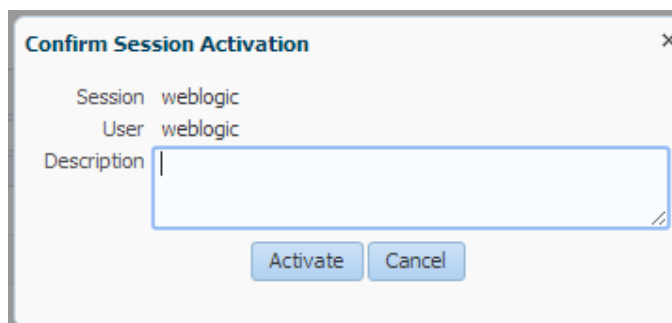 Confirm Session Activation
Session weblogic
User weblogic
Description
Activate Cancel